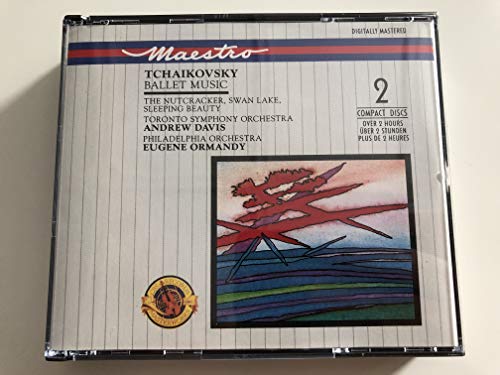 DIGITALLY MASTERED
Maestro
TCHAIKOVSKY
BALLET MUSIC
THE NUTCRACKER, SWAN LAKE,
SLEEPING BEAUTY
TORONTO SYMPHONY ORCHESTRA
ANDREW DAVIS
PHILADELPHIA ORCHESTRA
EUGENE ORMANDY
2
COMPACT DISCS
OVER 2 HOURS
ÜBER 2 STUNDEN
PLUS DE 2 HEURES